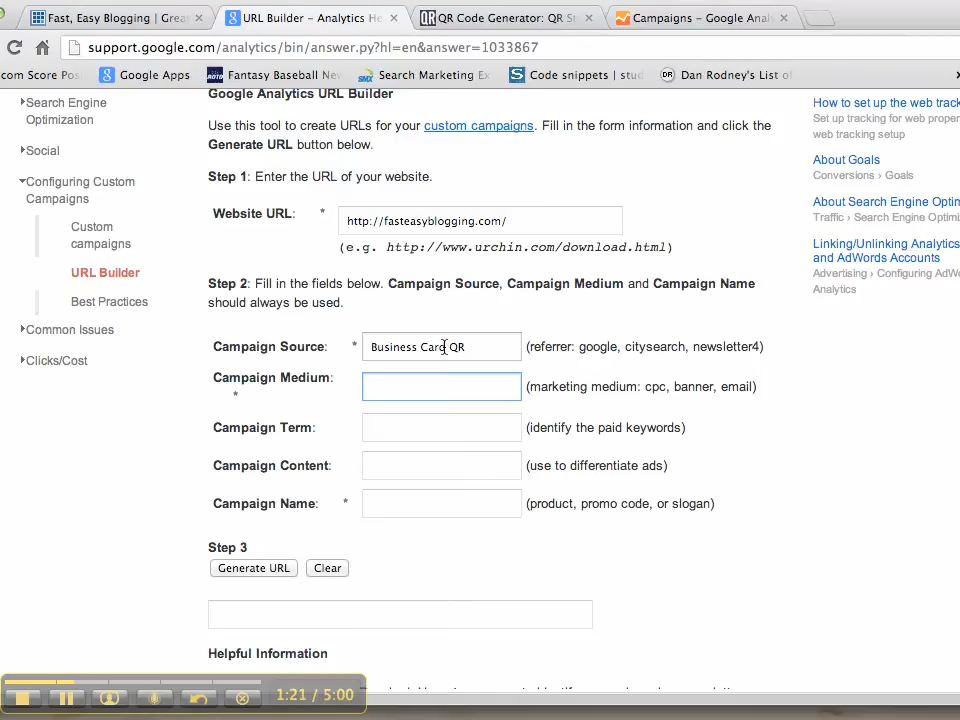 Fast, Easy Blogging | Grea
URL Builder – Analytics He
QR Code Generator: QR St
Campaigns – Google Analy
support.google.com/analytics/bin/answer.py?hl=en&answer=1033867
com Score Pos
Google Apps
Fantasy Baseball New
Search Marketing Ex
Code snippets | stud
Dan Rodney's List of
Search Engine
Optimization
Social
Configuring Custom
Campaigns
Custom
campaigns
URL Builder
Best Practices
Common Issues
Clicks/Cost
Google Analytics URL Builder
Use this tool to create URLs for your custom campaigns. Fill in the form information and click the
Generate URL button below.
Step 1: Enter the URL of your website.
Website URL: * http://fasteasyblogging.com/
(e.g. http://www.urchin.com/download.html)
Step 2: Fill in the fields below. Campaign Source, Campaign Medium and Campaign Name
should always be used.
Campaign Source: * Business Card QR (referrer: google, citysearch, newsletter4)
Campaign Medium: (marketing medium: cpc, banner, email)
*
Campaign Term: (identify the paid keywords)
Campaign Content: (use to differentiate ads)
Campaign Name: * (product, promo code, or slogan)
Step 3
Generate URL Clear
Helpful Information
How to set up the web track
Set up tracking for web proper
web tracking setup
About Goals
Conversions › Goals
About Search Engine Optim
Traffic › Search Engine Optimiz
Linking/Unlinking Analytics
and AdWords Accounts
Advertising › Configuring AdWo
Analytics
1:21 / 5:00